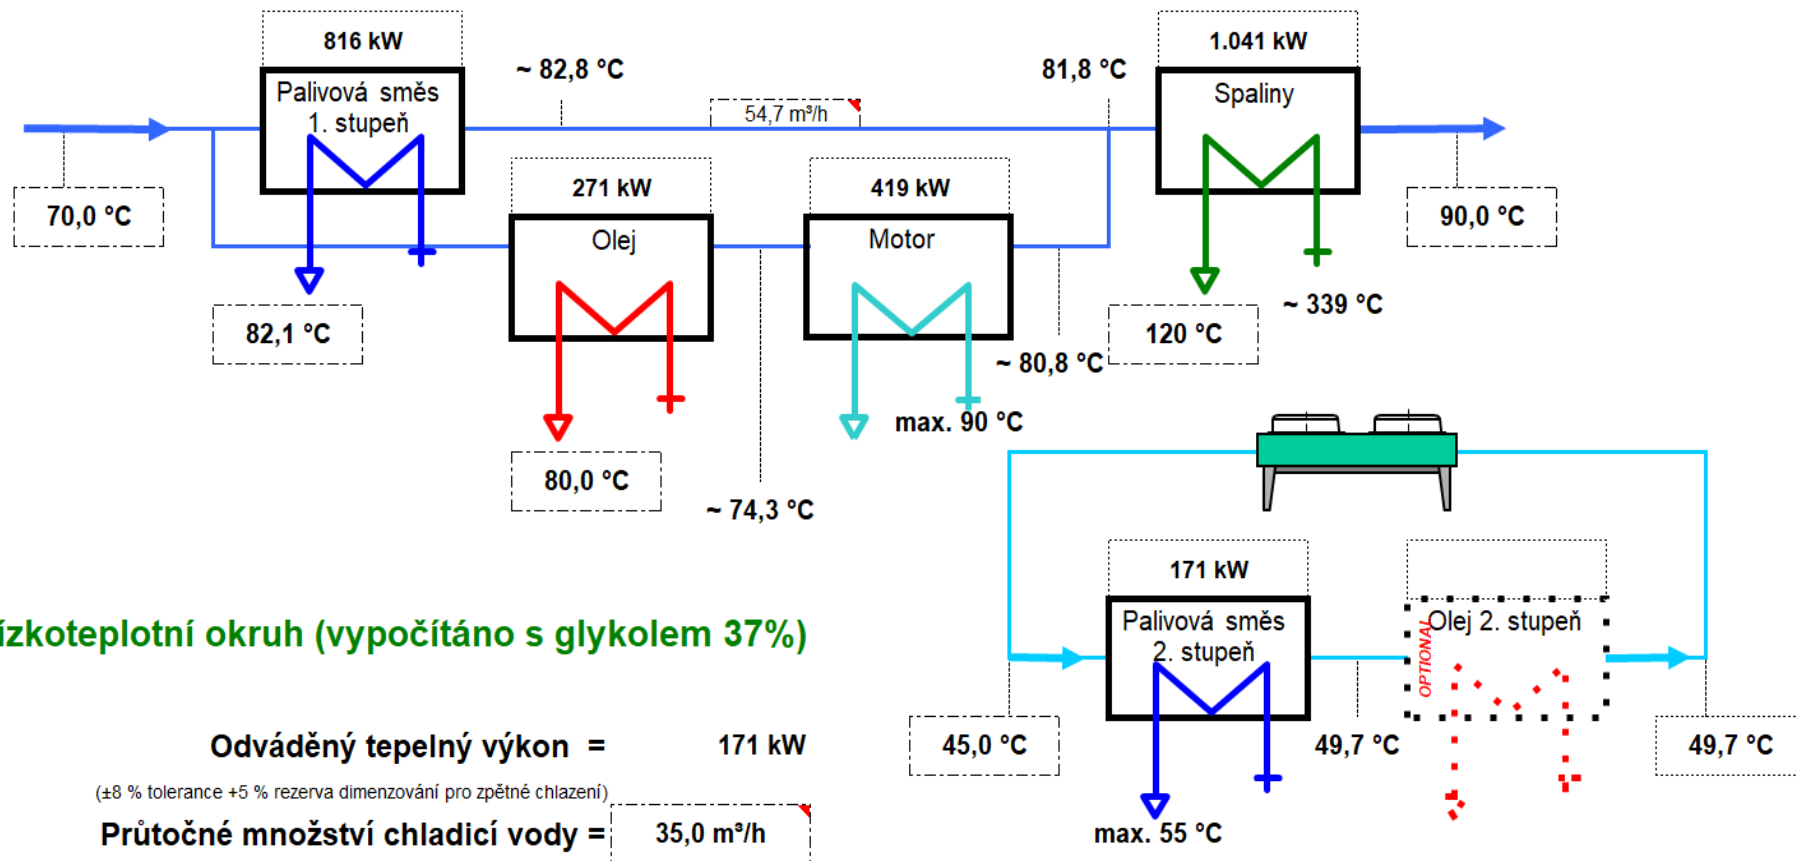 816 kW
1.041 kW
~ 82,8 °C
81,8 °C
Palivová směs
1. stupeň
Spaliny
54,7 m³/h
271 kW
419 kW
70,0 °C
90,0 °C
Olej
Motor
82,1 °C
~ 339 °C
120 °C
~ 80,8 °C
max. 90 °C
80,0 °C
~ 74,3 °C
171 kW
Palivová směs
2. stupeň
Olej 2. stupeň
OPTIONAL
ízkoteplotní okruh (vypočítáno s glykolem 37%)
45,0 °C
49,7 °C
49,7 °C
Odváděný tepelný výkon = 171 kW
(±8 % tolerance +5 % rezerva dimenzování pro zpětné chlazení)
Průtočné množství chladicí vody = 35,0 m³/h
max. 55 °C